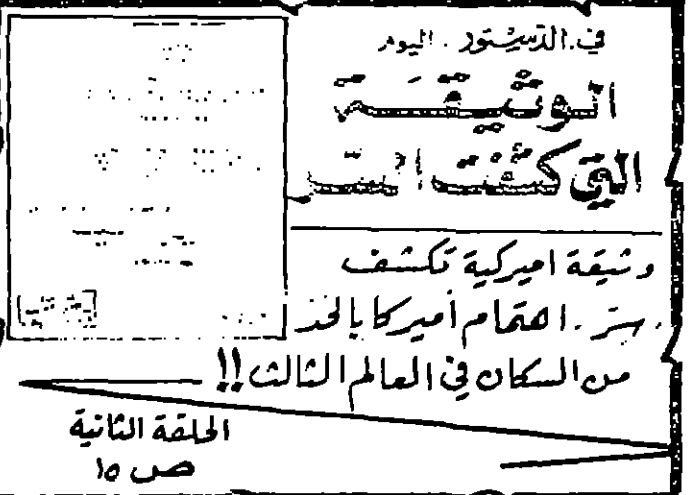 في الدستور اليوم
الوثيقة
التي كشفت السر
وثيقة اميركية تكشف
سر اهتمام أميركا بالحد
من السكان في العالم الثالث!!
الحلقة الثانية
ص ١٥